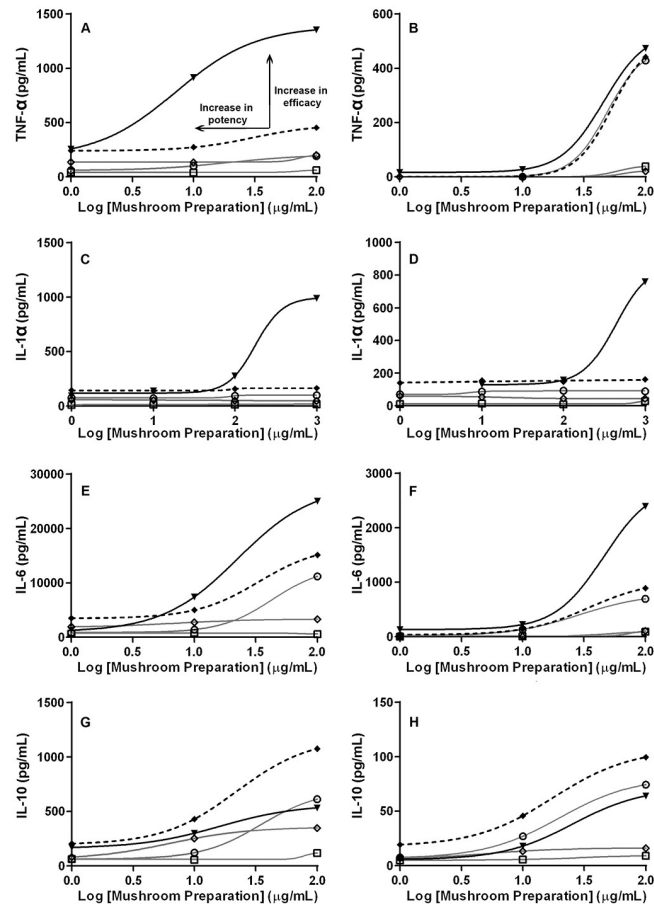 A
TNF-α (pg/mL)
1500
1000
500
0
Increase in
potency
Increase in
efficacy
0.0 0.5 1.0 1.5 2.0
Log [Mushroom Preparation] (μg/mL)
B
TNF-α (pg/mL)
600
400
200
0
0.0 0.5 1.0 1.5 2.0
Log [Mushroom Preparation] (μg/mL)
C
IL-1α (pg/mL)
1500
1000
500
0
0 1 2 3
Log [Mushroom Preparation] (μg/mL)
D
IL-1α (pg/mL)
1000
800
600
400
200
0
0 1 2 3
Log [Mushroom Preparation] (μg/mL)
E
IL-6 (pg/mL)
30000
20000
10000
0
0.0 0.5 1.0 1.5 2.0
Log [Mushroom Preparation] (μg/mL)
F
IL-6 (pg/mL)
3000
2000
1000
0
0.0 0.5 1.0 1.5 2.0
Log [Mushroom Preparation] (μg/mL)
G
IL-10 (pg/mL)
1500
1000
500
0
0.0 0.5 1.0 1.5 2.0
Log [Mushroom Preparation] (μg/mL)
H
IL-10 (pg/mL)
150
100
50
0
0.0 0.5 1.0 1.5 2.0
Log [Mushroom Preparation] (μg/mL)